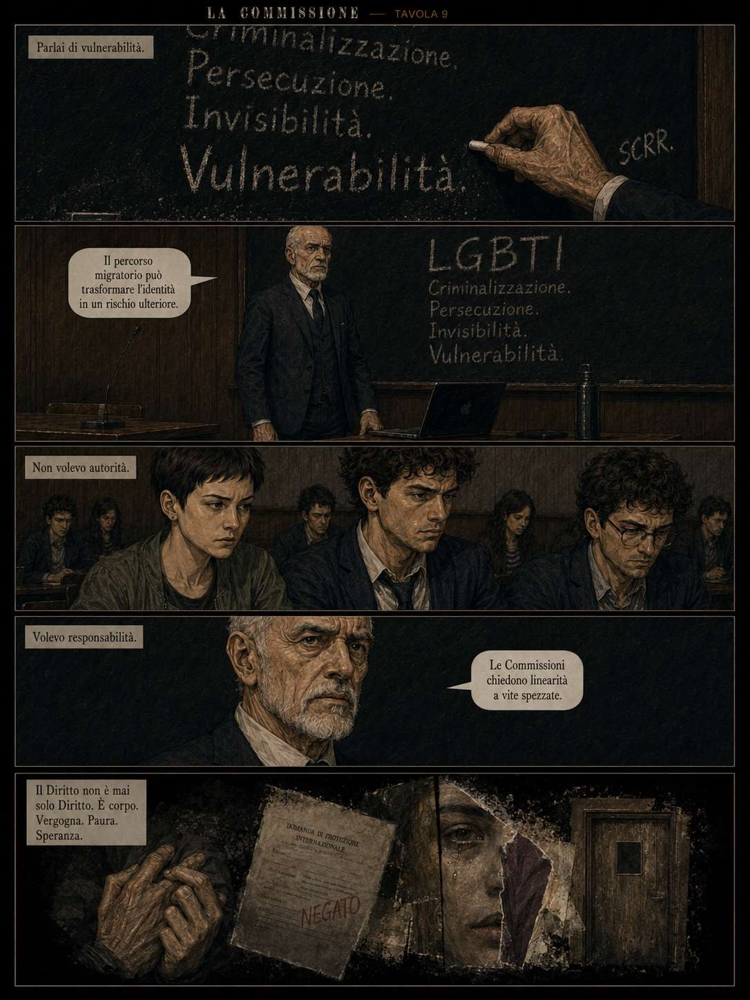 LA COMMISSIONE — TAVOLA 9
Parlai di vulnerabilità.
Criminalizzazione.
Persecuzione.
Invisibilità.
Vulnerabilità.
SCRR.
Il percorso
migratorio può
trasformare l'identità
in un rischio ulteriore.
LGBTI
Criminalizzazione.
Persecuzione.
Invisibilità.
Vulnerabilità.
Non volevo autorità.
Volevo responsabilità.
Le Commissioni
chiedono linearità
a vite spezzate.
Il Diritto non è mai
solo Diritto. È corpo.
Vergogna. Paura.
Speranza.
DOMANDA DI PROTEZIONE
INTERNAZIONALE
NEGATO